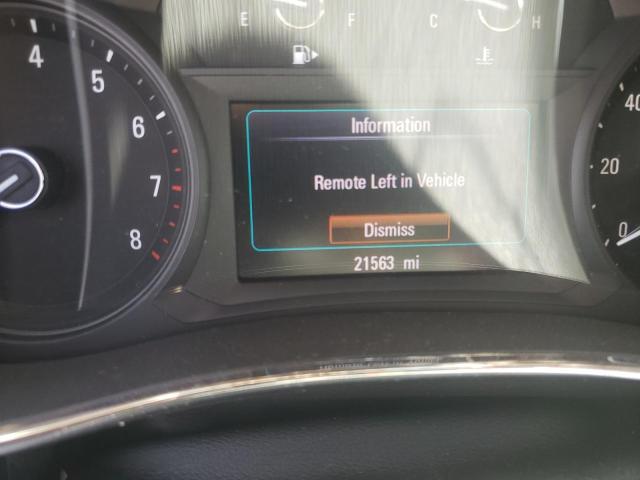 E F C H
4
5
6
7
8
Information
Remote Left in Vehicle
Dismiss
21563 mi
40
20
0